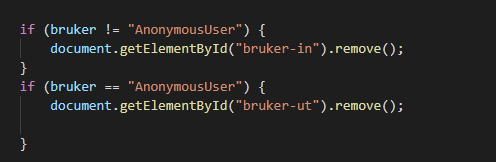 if (bruker != "AnonymousUser") {
    document.getElementById("bruker-in").remove();
}
if (bruker == "AnonymousUser") {
    document.getElementById("bruker-ut").remove();

}